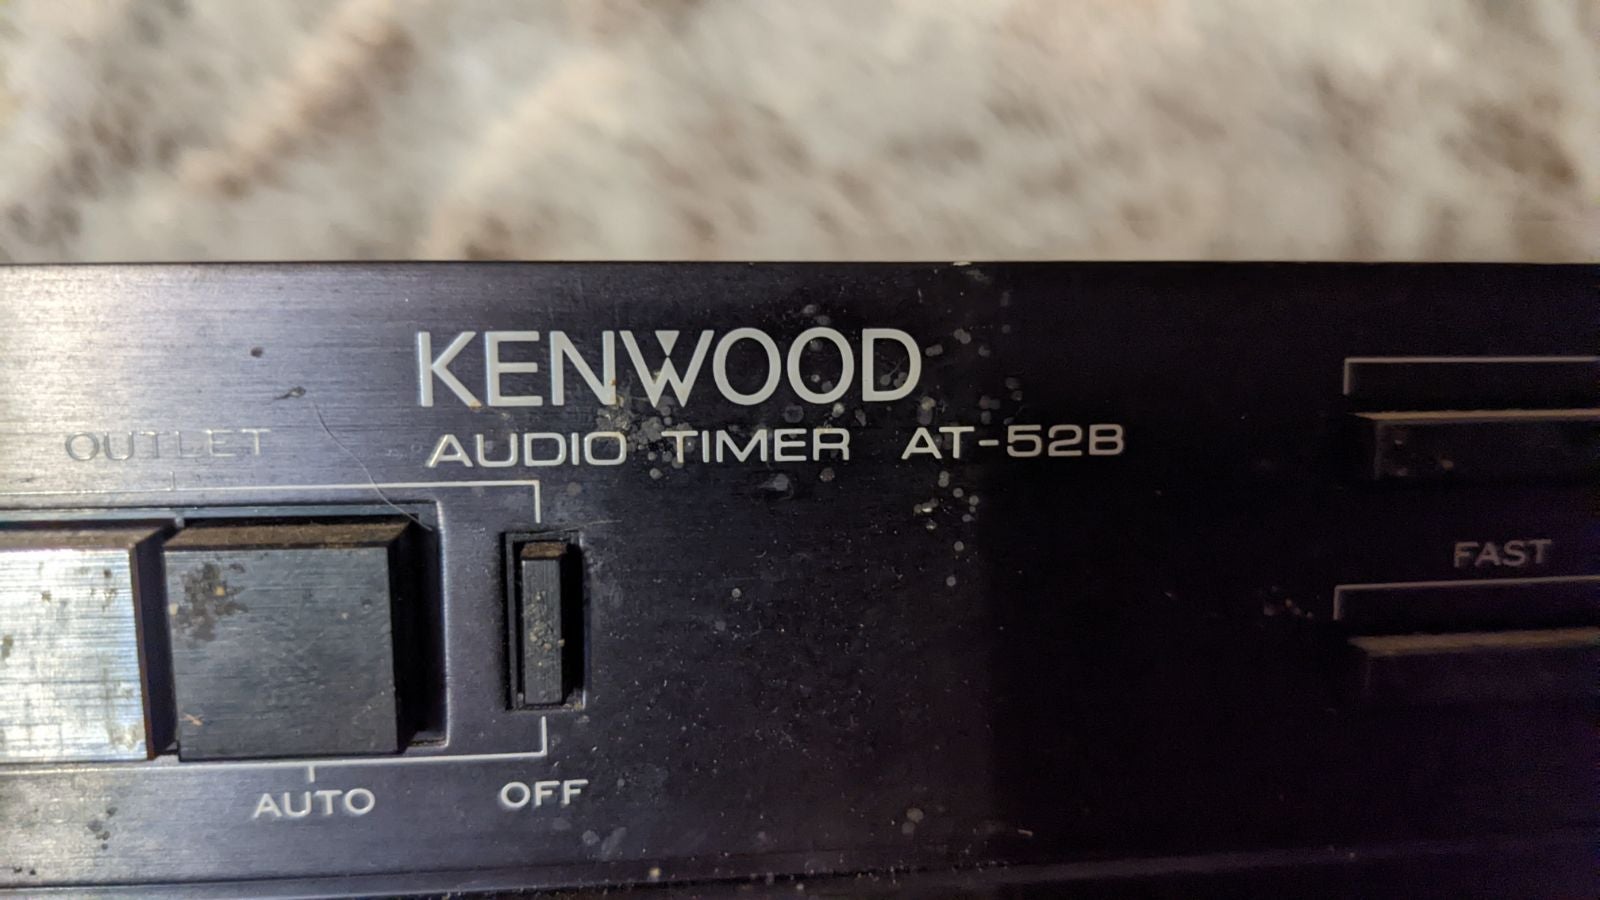 KENWOOD
AUDIO TIMER AT-52B
OUTLET
FAST
AUTO
OFF